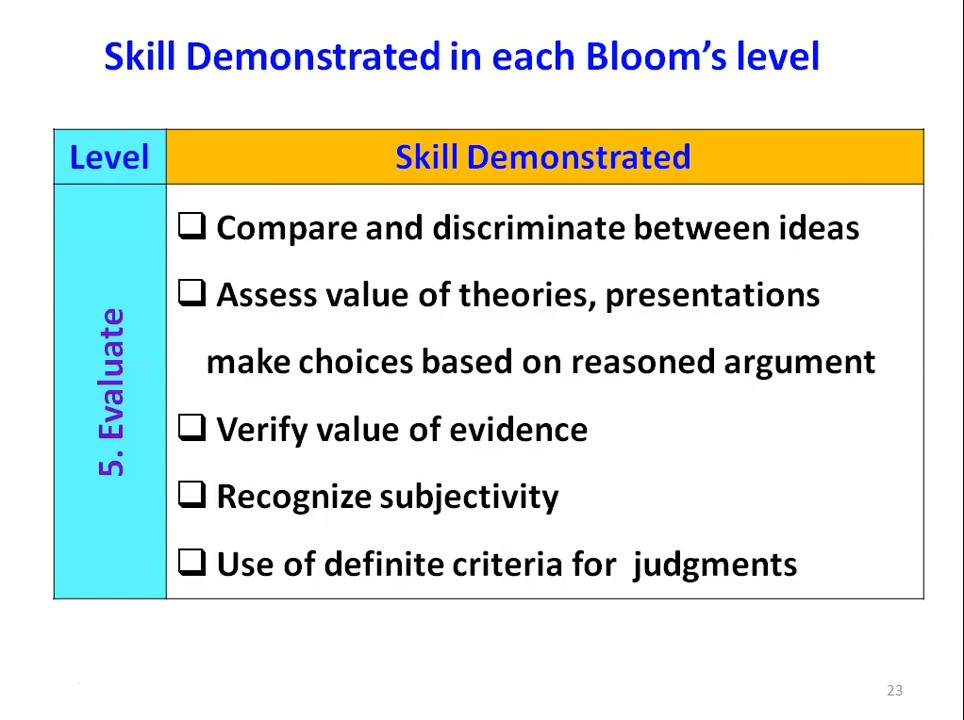 Skill Demonstrated in each Bloom's level
Level
Skill Demonstrated
5. Evaluate
❑ Compare and discriminate between ideas
❑ Assess value of theories, presentations
make choices based on reasoned argument
❑ Verify value of evidence
❑ Recognize subjectivity
❑ Use of definite criteria for judgments
23